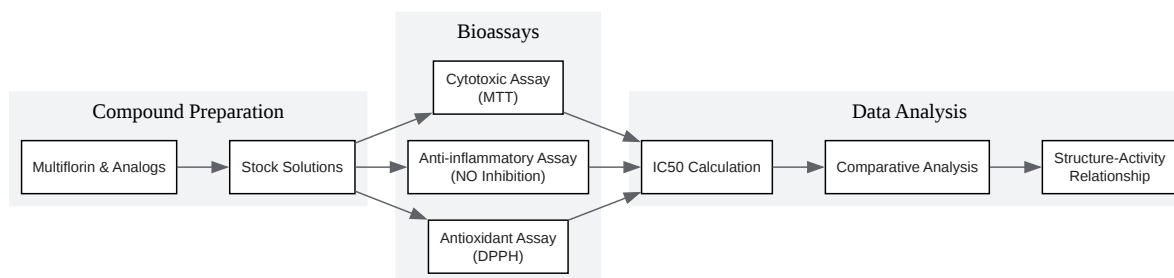 Compound Preparation
Multiflorin & Analogs
Stock Solutions
Bioassays
Cytotoxic Assay
(MTT)
Anti-inflammatory Assay
(NO Inhibition)
Antioxidant Assay
(DPPH)
Data Analysis
IC50 Calculation
Comparative Analysis
Structure-Activity
Relationship